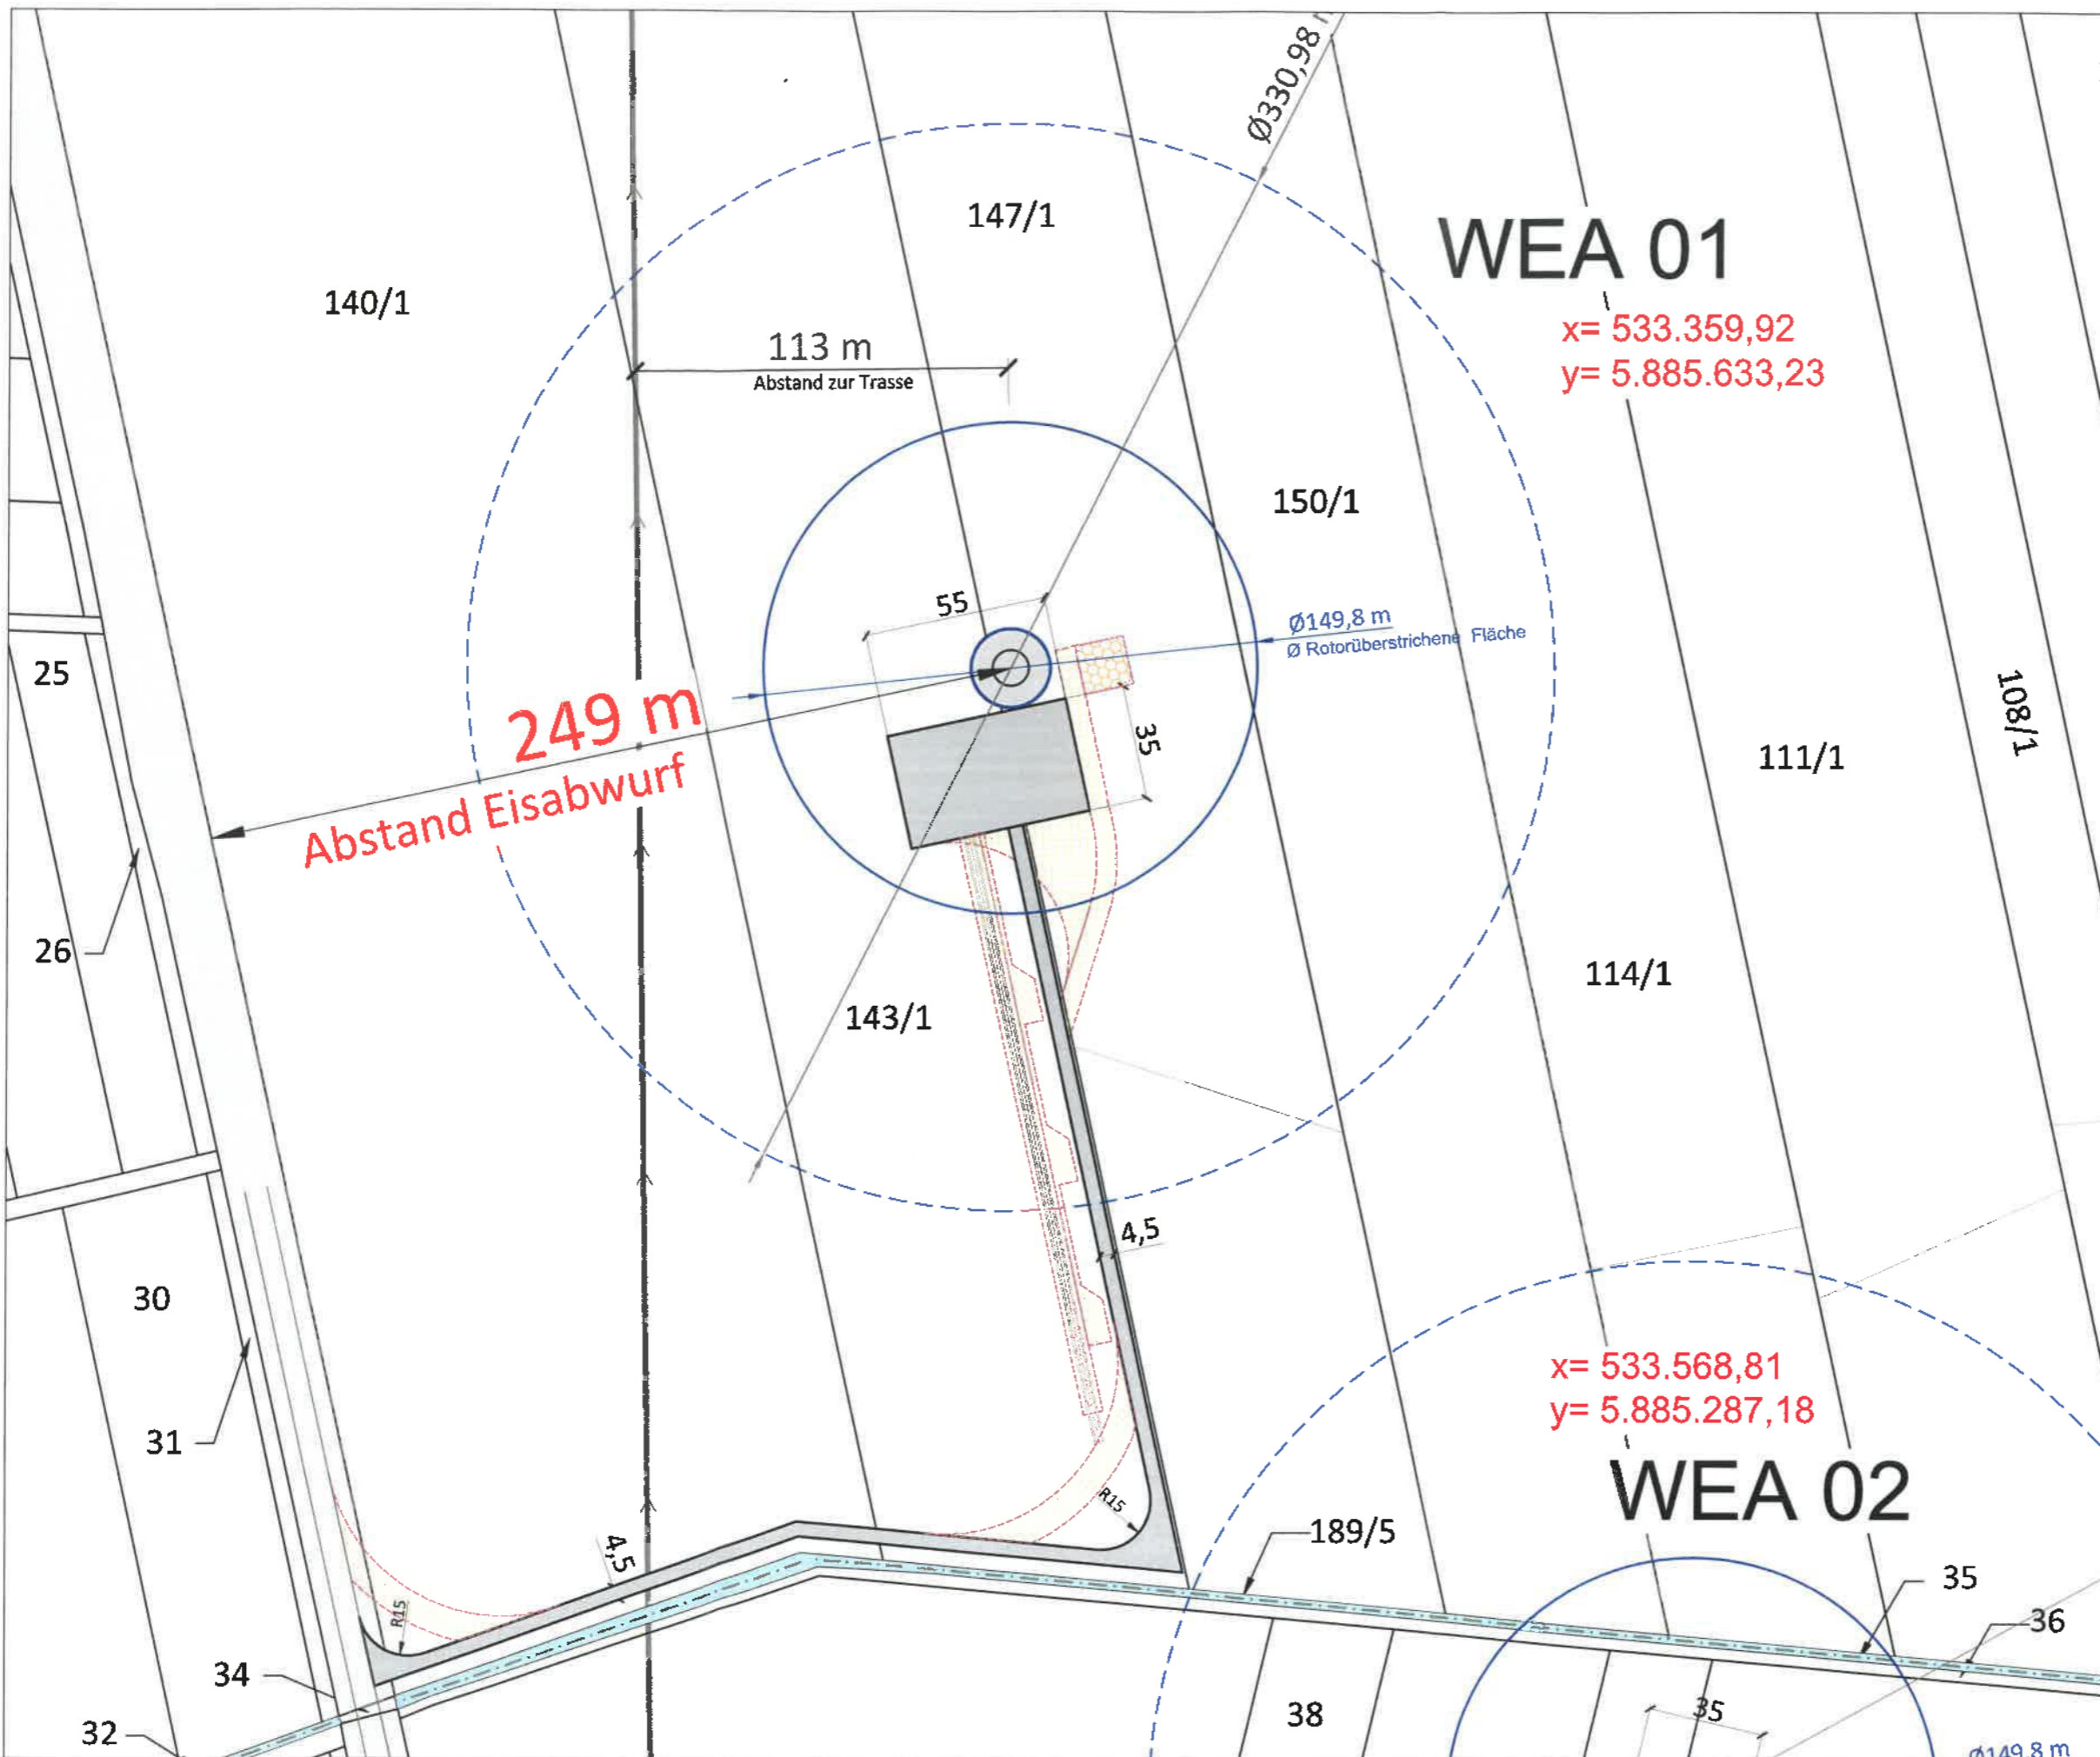 Ø330,98
147/1
WEA 01
x= 533.359,92
y= 5.885.633,23
140/1
113 m
Abstand zur Trasse
150/1
55
Ø149,8 m
Ø Rotorüberstrichene Fläche
25
249 m
Abstand Eisabwurf
35
108/1
111/1
26
143/1
114/1
4,5
30
x= 533.568,81
y= 5.885.287,18
31
WEA 02
R15
4,5
189/5
35
R15
36
34
38
35
32
Ø149,8 m